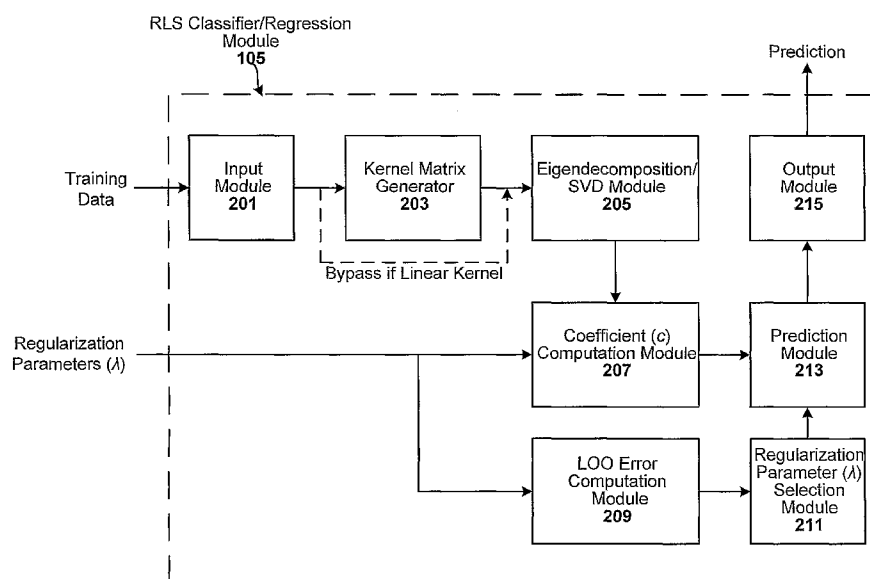 RLS Classifier/Regression
Module
105
Prediction
Training
Data
Input
Module
201
Kernel Matrix
Generator
203
Eigendecomposition/
SVD Module
205
Output
Module
215
Bypass if Linear Kernel
Regularization
Parameters (λ)
Coefficient (c)
Computation Module
207
Prediction
Module
213
LOO Error
Computation
Module
209
Regularization
Parameter (λ)
Selection
Module
211